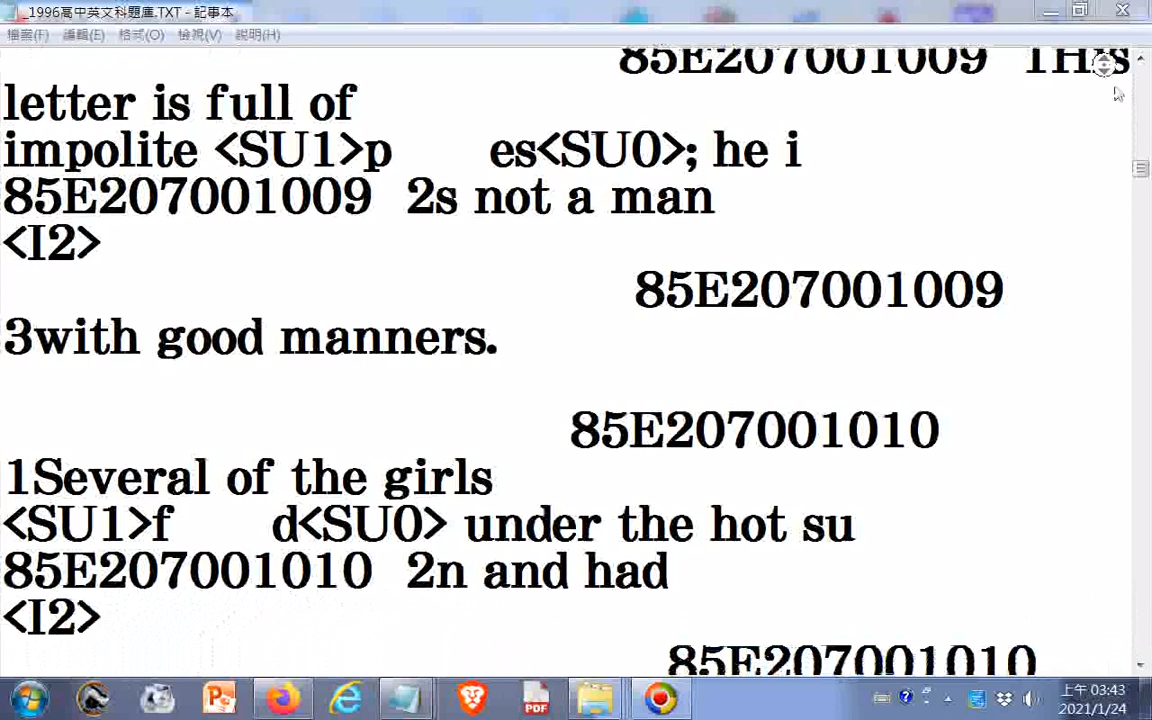 _1996高中英文科題庫.TXT - 記事本
檔案(F) 編輯(E) 格式(O) 檢視(V) 說明(H)
85E207001009 1This
letter is full of
impolite <SU1>p es<SU0>; he i
85E207001009 2s not a man
<I2>
85E207001009
3with good manners.
85E207001010
1Several of the girls
<SU1>f d<SU0> under the hot su
85E207001010 2n and had
<I2>
85E207001010
PDF
上午 03:43
2021/1/24